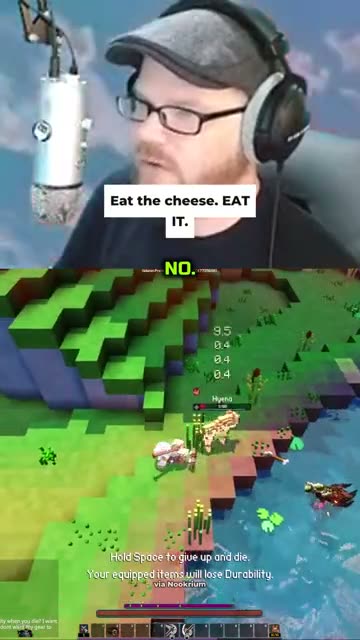 Eat the cheese. EAT
IT.
NO.
9.5
0.4
0.4
0.4
Hyena
Hold Space to give up and die.
Your equipped items will lose Durability.
via Nookrium